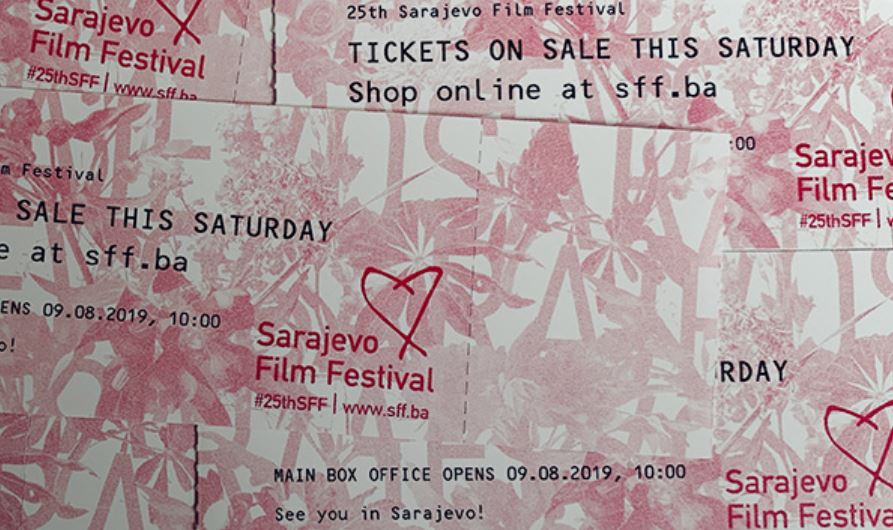 Sarajevo
Film Festival
#25thSFF | www.sff.ba
25th Sarajevo Film Festival
TICKETS ON SALE THIS SATURDAY
Shop online at sff.ba
:00
Sarajev
Film Fe
#25thSFF |
m Festival
SALE THIS SATURDAY
e at sff.ba
ENS 09.08.2019, 10:00
o!
Sarajevo
Film Festival
#25thSFF | www.sff.ba
RDAY
Sarajevo
Film Festiva
MAIN BOX OFFICE OPENS 09.08.2019, 10:00
See you in Sarajevo!